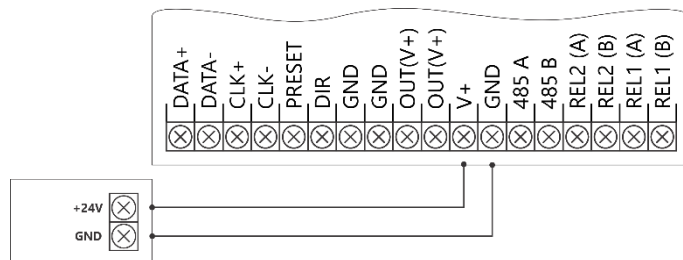 DATA+
DATA-
CLK+
CLK-
PRESET
DIR
GND
GND
OUT(V+)
OUT(V+)
V+
GND
485 A
485 B
REL2 (A)
REL2 (B)
REL1 (A)
REL1 (B)
+24V
GND